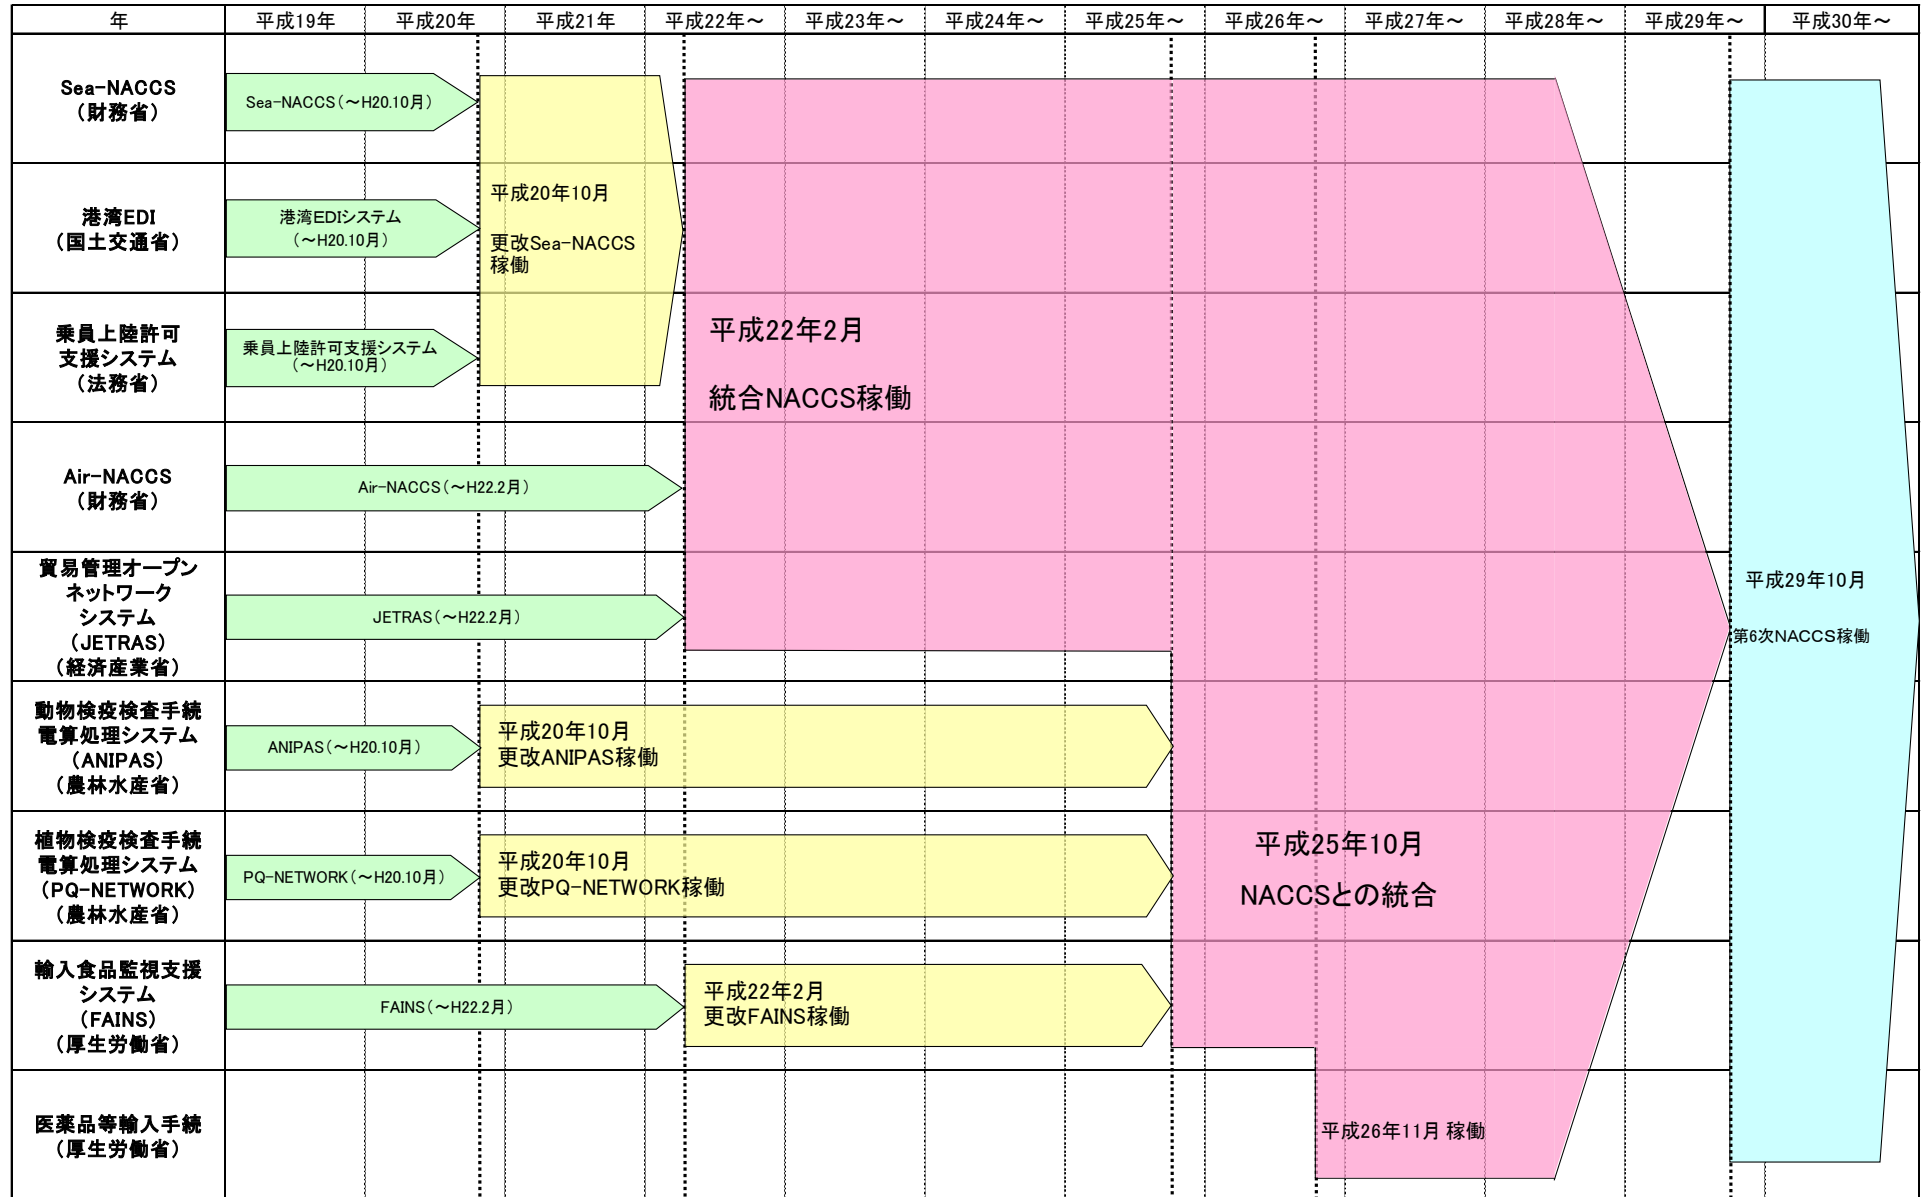 年
平成19年
平成20年
平成21年
平成22年～
平成23年～
平成24年～
平成25年～
平成26年～
平成27年～
平成28年～
平成29年～
平成30年～
Sea-NACCS
（財務省）
Sea-NACCS（～H20.10月）
港湾EDI
（国土交通省）
港湾EDIシステム
（～H20.10月）
平成20年10月
更改Sea-NACCS
稼働
乗員上陸許可
支援システム
（法務省）
乗員上陸許可支援システム
（～H20.10月）
平成22年2月
統合NACCS稼働
Air-NACCS
（財務省）
Air-NACCS（～H22.2月）
貿易管理オープン
ネットワーク
システム
（JETRAS）
（経済産業省）
JETRAS（～H22.2月）
平成29年10月
第6次NACCS稼働
動物検疫検査手続
電算処理システム
（ANIPAS）
（農林水産省）
ANIPAS（～H20.10月）
平成20年10月
更改ANIPAS稼働
植物検疫検査手続
電算処理システム
（PQ-NETWORK）
（農林水産省）
PQ-NETWORK（～H20.10月）
平成20年10月
更改PQ-NETWORK稼働
平成25年10月
NACCSとの統合
輸入食品監視支援
システム
（FAINS）
（厚生労働省）
FAINS（～H22.2月）
平成22年2月
更改FAINS稼働
医薬品等輸入手続
（厚生労働省）
平成26年11月 稼働